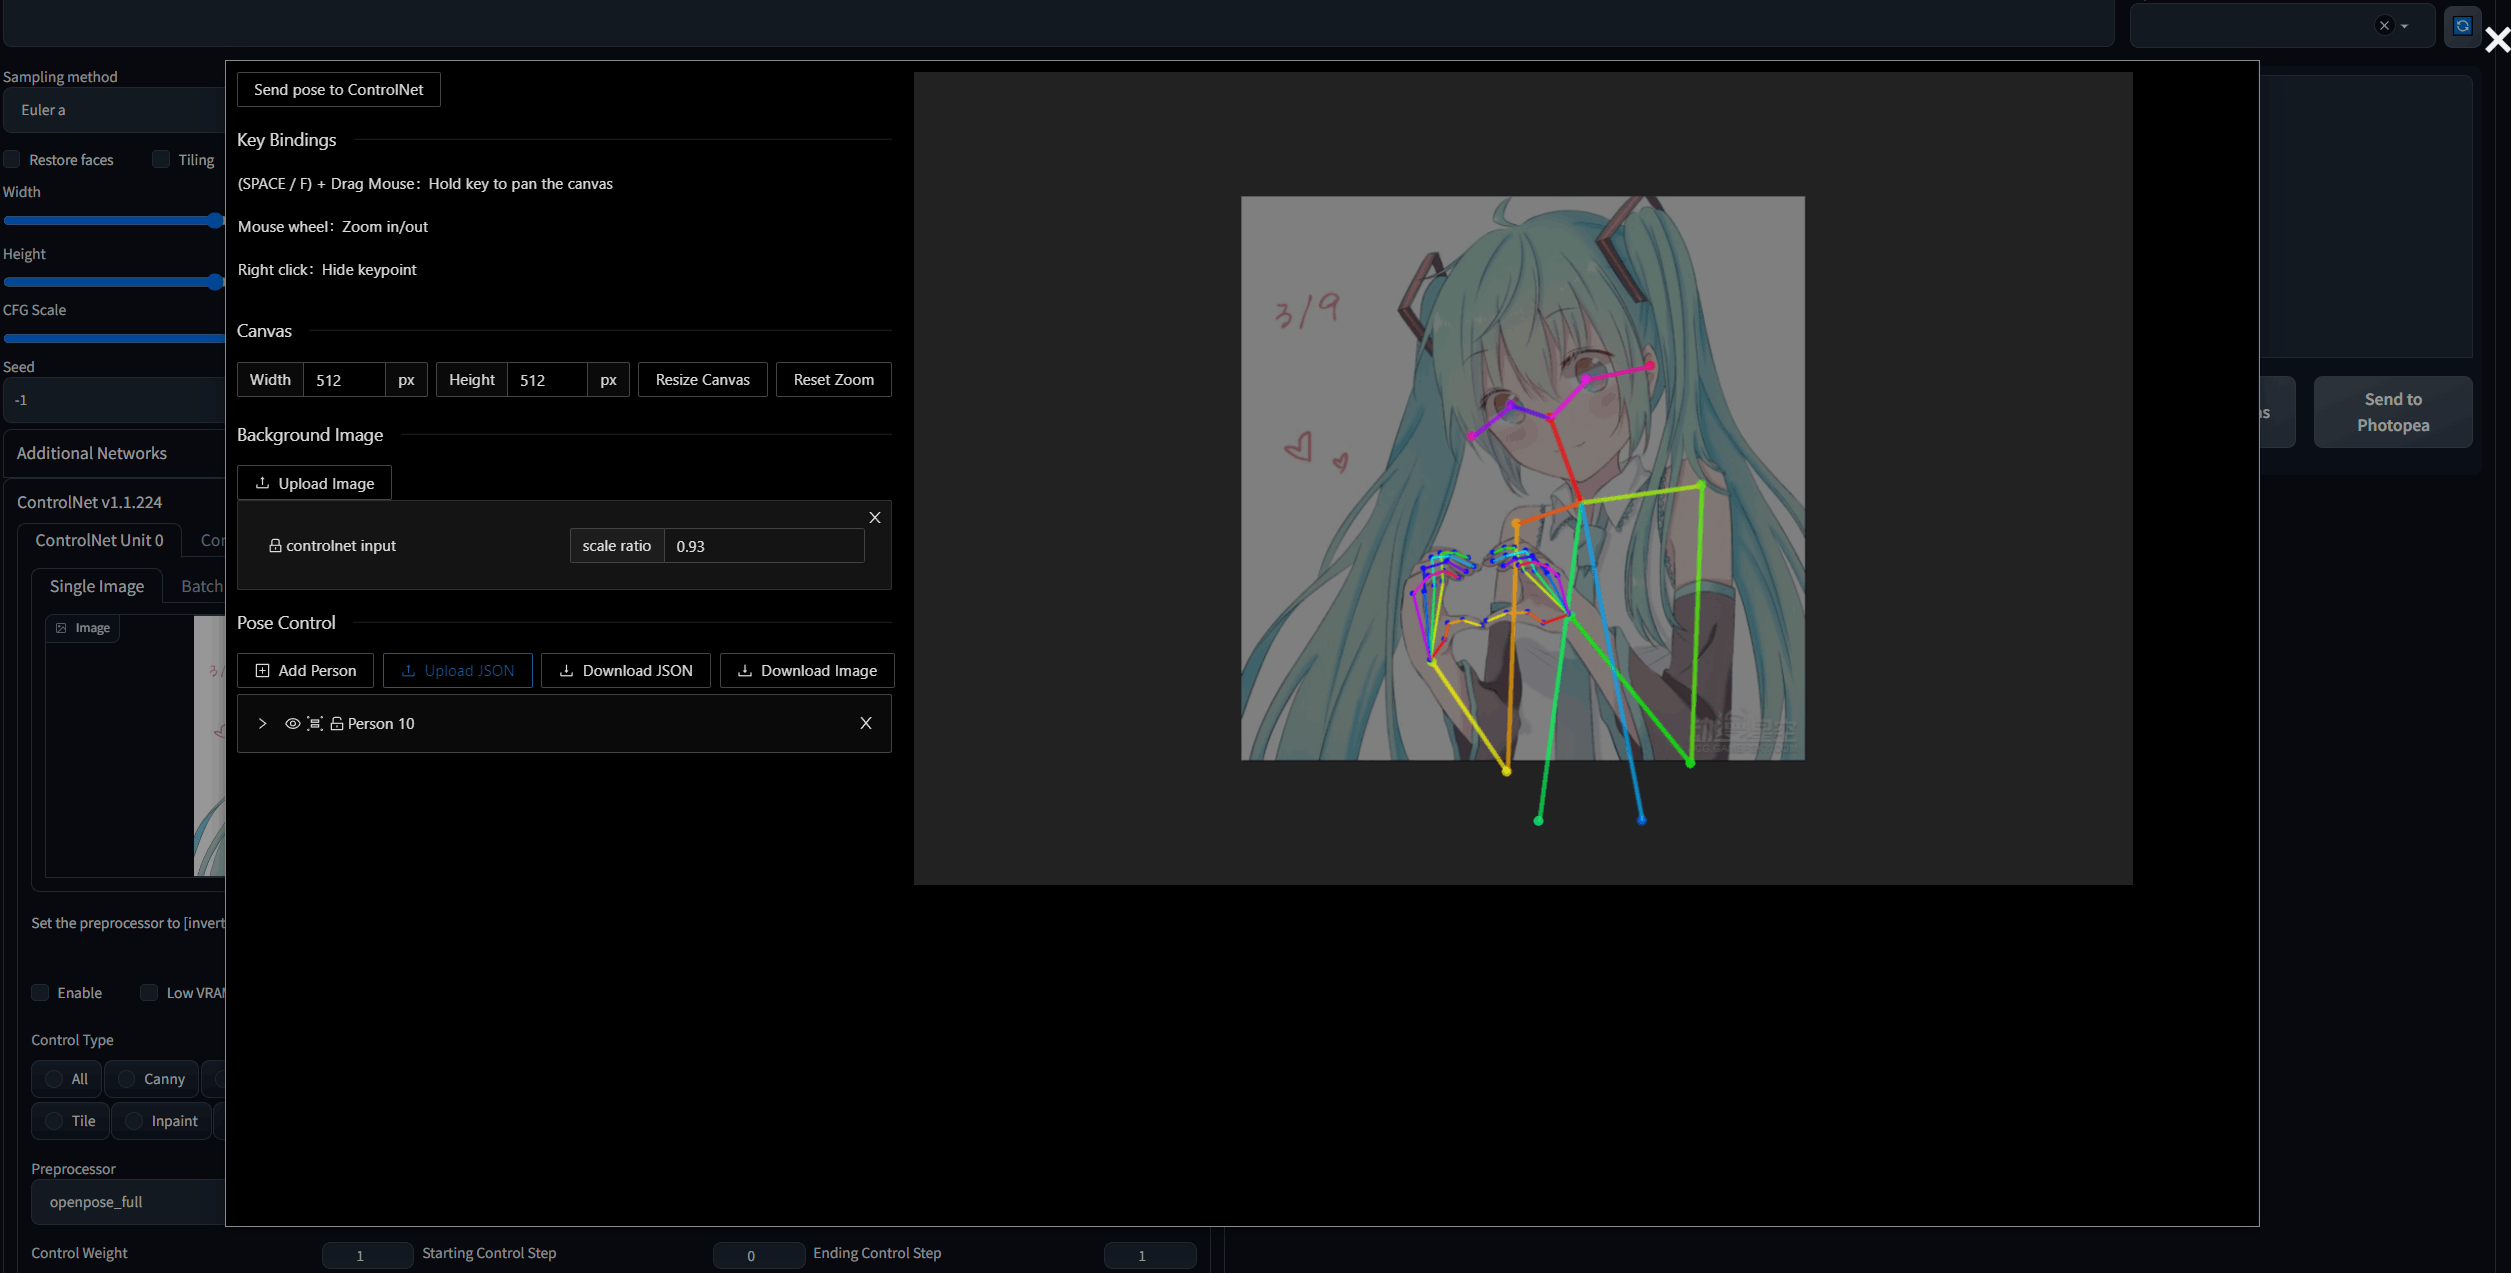 Sampling method
Euler a
Restore faces
Tiling
Width
Height
CFG Scale
Seed
-1
Additional Networks
ControlNet v1.1.224
ControlNet Unit 0
Single Image
Batch
Image
Set the preprocessor to [invert
Enable
Low VRA
Control Type
All
Canny
Tile
Inpaint
Preprocessor
openpose_full
Control Weight
1
Starting Control Step
0
Ending Control Step
1
Send pose to ControlNet
Key Bindings
(SPACE / F) + Drag Mouse: Hold key to pan the canvas
Mouse wheel: Zoom in/out
Right click: Hide keypoint
Canvas
Width 512 px
Height 512 px
Resize Canvas
Reset Zoom
Background Image
Upload Image
X
controlnet input
scale ratio 0.93
Pose Control
Add Person
Upload JSON
Download JSON
Download Image
Person 10
X
3/9
Send to
Photopea